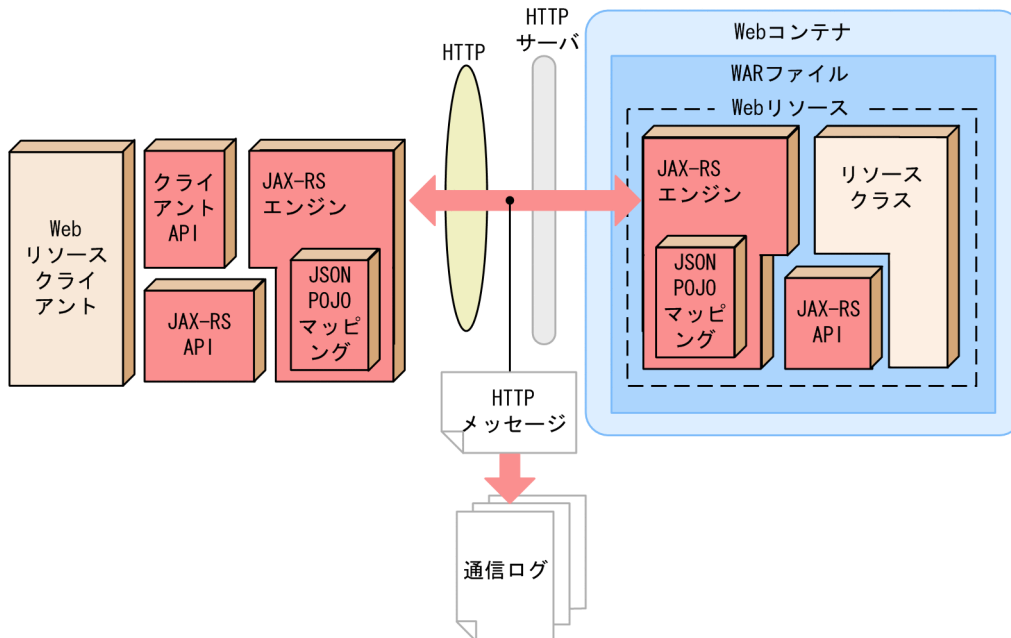 Web
リソース
クライ
アント
クライ
アント
API
JAX-RS
API
JAX-RS
エンジン
JSON
POJO
マッピ
ング
HTTP
HTTP
サーバ
Webコンテナ
WARファイル
Webリソース
JAX-RS
エンジン
JSON
POJO
マッピ
ング
リソース
クラス
JAX-RS
API
HTTP
メッセージ
通信ログ